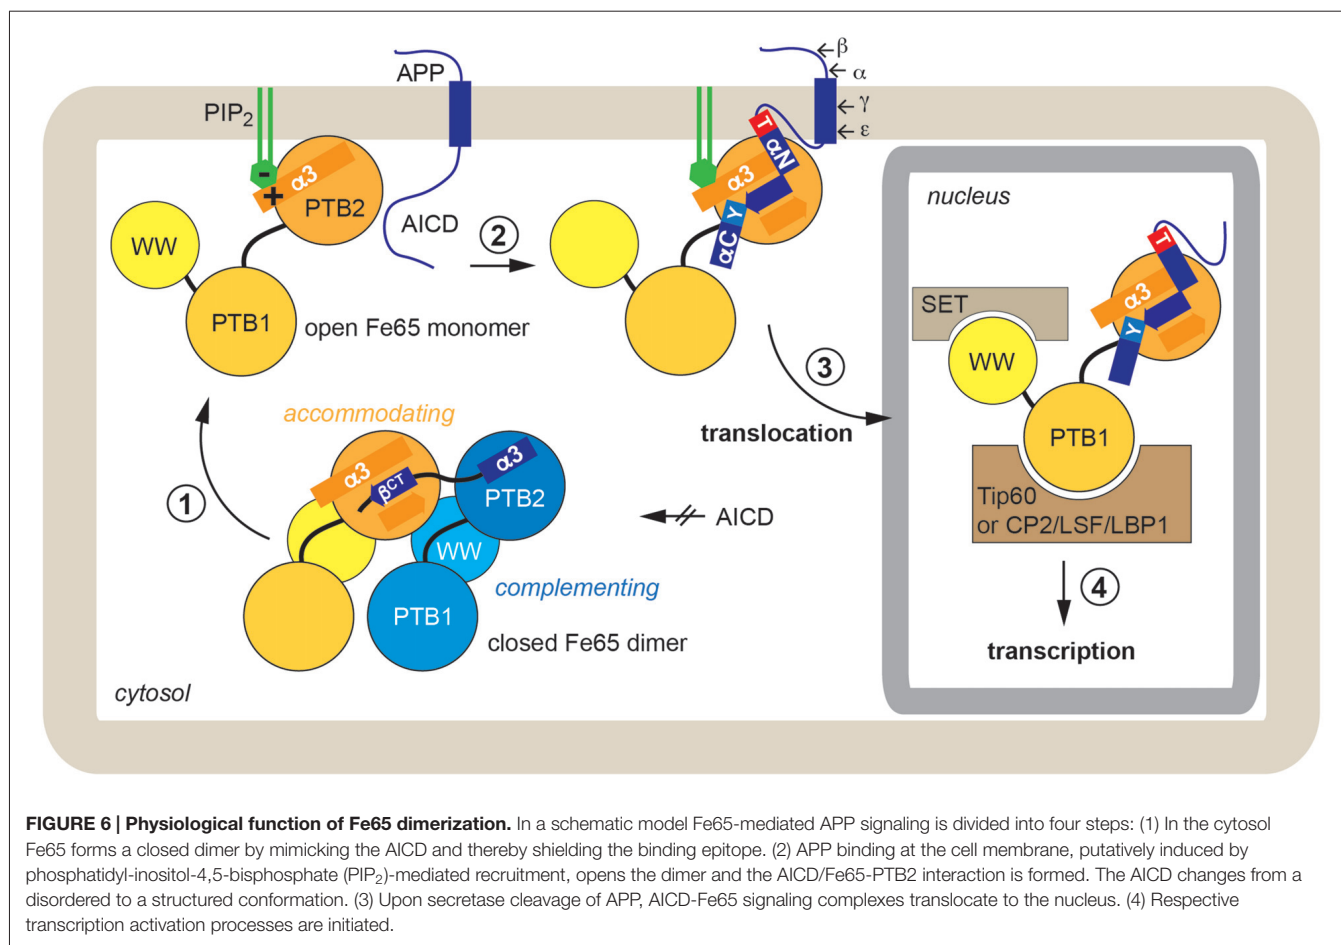 β
APP
α
PIP2
γ
ε
T
αN
-
α3
+
PTB2
α3
nucleus
AICD
2
Y
αC
WW
T
α3
SET
PTB1
open Fe65 monomer
Y
WW
3
accommodating
translocation
PTB1
α3
α3
βCT
1
PTB2
Tip60
AICD
or CP2/LSF/LBP1
WW
4
complementing
PTB1
closed Fe65 dimer
transcription
cytosol
FIGURE 6 | Physiological function of Fe65 dimerization. In a schematic model Fe65-mediated APP signaling is divided into four steps: (1) In the cytosol
Fe65 forms a closed dimer by mimicking the AICD and thereby shielding the binding epitope. (2) APP binding at the cell membrane, putatively induced by
phosphatidyl-inositol-4,5-bisphosphate (PIP2)-mediated recruitment, opens the dimer and the AICD/Fe65-PTB2 interaction is formed. The AICD changes from a
disordered to a structured conformation. (3) Upon secretase cleavage of APP, AICD-Fe65 signaling complexes translocate to the nucleus. (4) Respective
transcription activation processes are initiated.